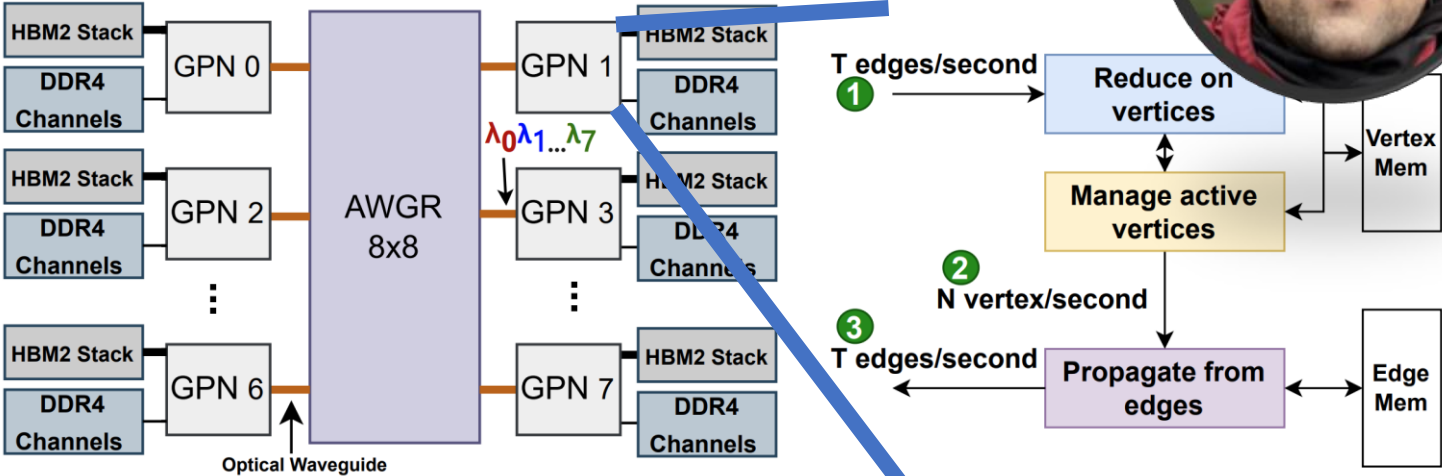 HBM2 Stack
DDR4
Channels
GPN 0
HBM2 Stack
DDR4
Channels
GPN 2
HBM2 Stack
DDR4
Channels
GPN 6
Optical Waveguide
AWGR
8x8
GPN 1
HBM2 Stack
DDR4
Channels
λ0λ1...λ7
GPN 3
HBM2 Stack
DDR4
Channels
GPN 7
HBM2 Stack
DDR4
Channels
T edges/second
1
Reduce on
vertices
Vertex
Mem
Manage active
vertices
2
N vertex/second
3
T edges/second
Propagate from
edges
Edge
Mem